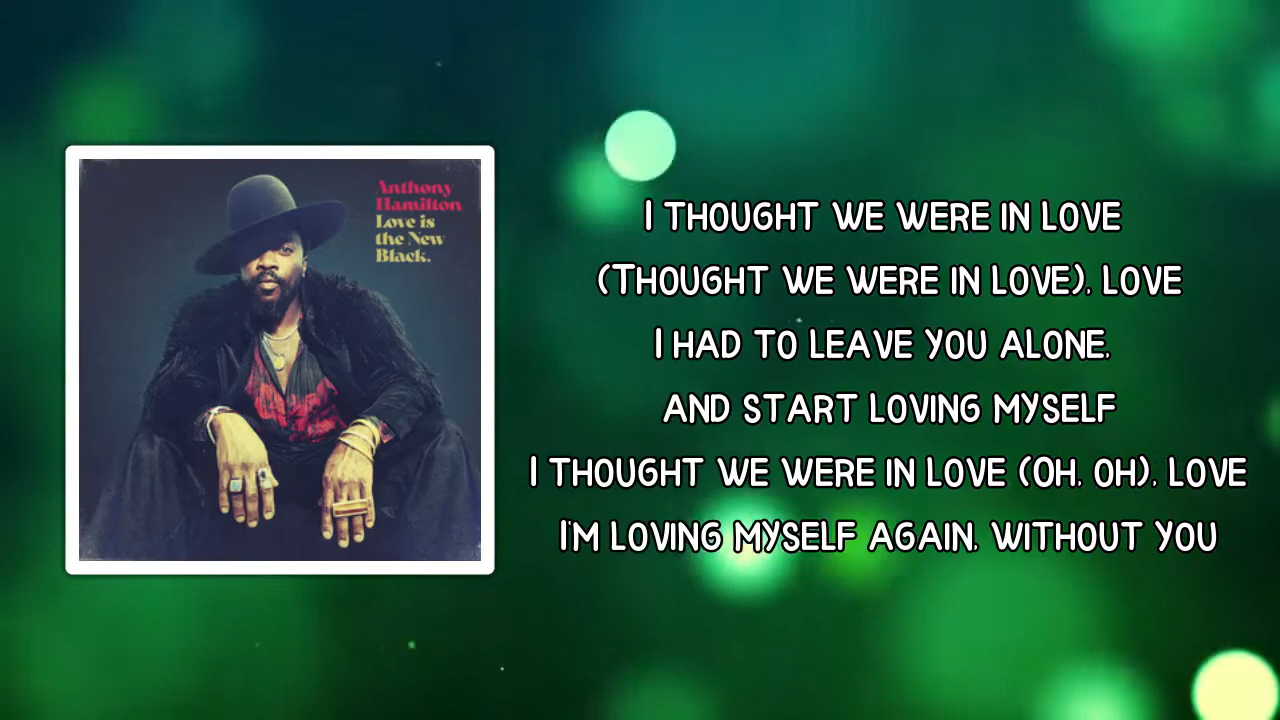 Anthony
Hamilton
Love is
the New
Black.
I THOUGHT WE WERE IN LOVE
(THOUGHT WE WERE IN LOVE), LOVE
I HAD TO LEAVE YOU ALONE,
AND START LOVING MYSELF
I THOUGHT WE WERE IN LOVE (OH, OH), LOVE
I'M LOVING MYSELF AGAIN, WITHOUT YOU